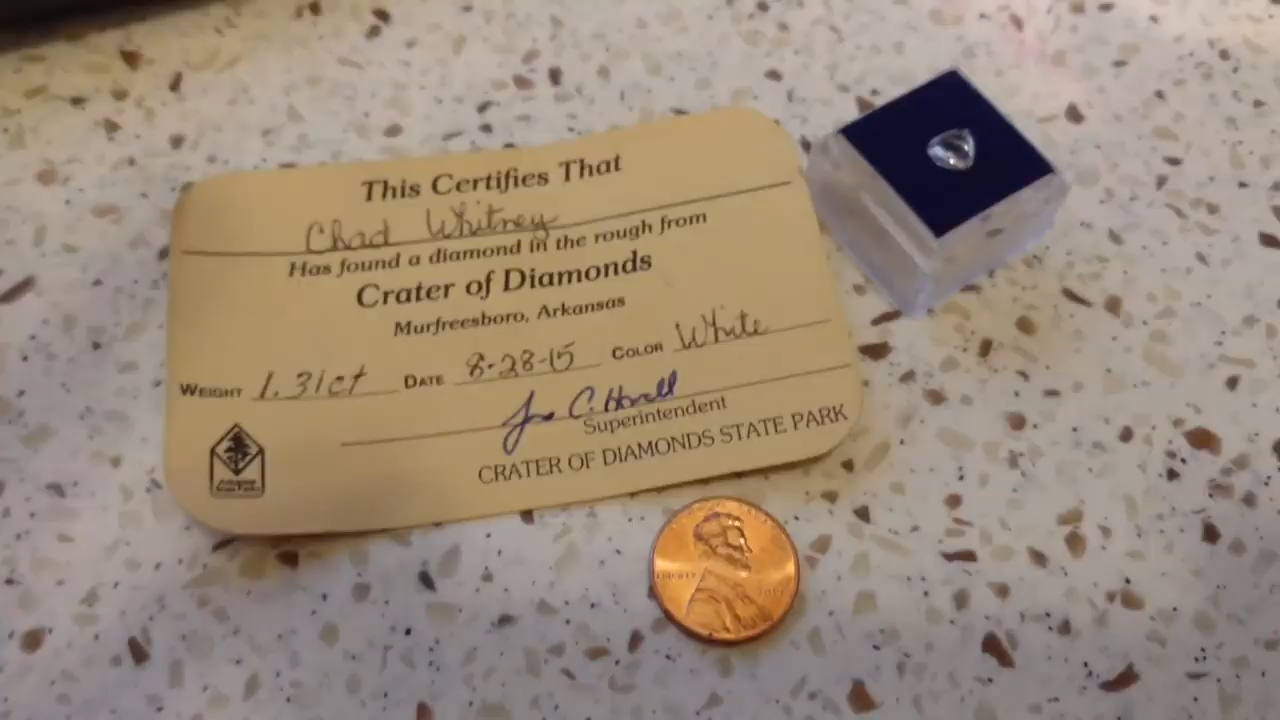 This Certifies That
Chad Whitney
Has found a diamond in the rough from
Crater of Diamonds
Murfreesboro, Arkansas
WEIGHT 1.31ct DATE 8-28-15 COLOR White
Superintendent
CRATER OF DIAMONDS STATE PARK
LIBERTY